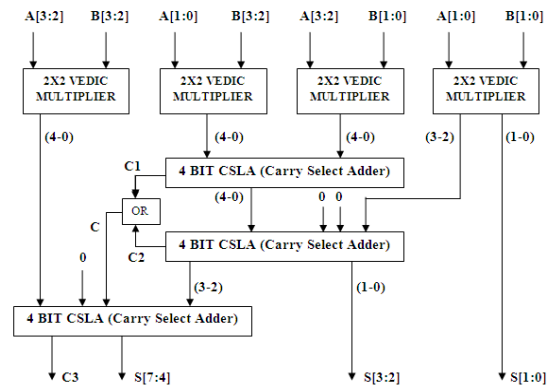 A[3:2] B[3:2] A[1:0] B[3:2] A[3:2] B[1:0] A[1:0] B[1:0]
2X2 VEDIC
MULTIPLIER
2X2 VEDIC
MULTIPLIER
2X2 VEDIC
MULTIPLIER
2X2 VEDIC
MULTIPLIER
(4-0) (4-0) (4-0) (3-2) (1-0)
C1 4 BIT CSLA (Carry Select Adder)
(4-0) 0 0
OR
C C2 4 BIT CSLA (Carry Select Adder)
0 (3-2) (1-0)
4 BIT CSLA (Carry Select Adder)
C3 S[7:4] S[3:2] S[1:0]